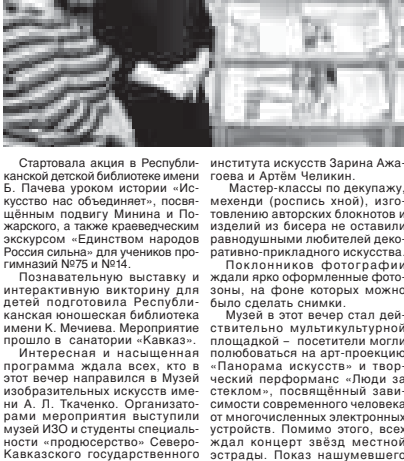 Стартовала акция в Республи-
канской детской библиотеке имени
Б. Пачева уроком истории «Ис-
кусство нас объединяет», посвя-
щённым подвигу Минина и По-
жарского, а также краеведческим
экскурсом «Единством народов
Россия сильна» для учеников про-
гимназий №75 и №14.
Познавательную выставку и
интерактивную викторину для
детей подготовила Республи-
канская юношеская библиотека
имени К. Мечиева. Мероприятие
прошло в санатории «Кавказ».
Интересная и насыщенная
программа ждала всех, кто в
этот вечер направился в Музей
изобразительных искусств име-
ни А. Л. Ткаченко. Организато-
рами мероприятия выступили
музей ИЗО и студенты специаль-
ности «продюсерство» Северо-
Кавказского государственного
института искусств Зарина Ажа-
гоева и Артём Челикин.
Мастер-классы по декупажу,
мехенди (роспись хной), изго-
товлению авторских блокнотов и
изделий из бисера не оставили
равнодушными любителей деко-
ративно-прикладного искусства.
Поклонников фотографии
ждали ярко оформленные фото-
зоны, на фоне которых можно
было сделать снимки.
Музей в этот вечер стал дей-
ствительно мультикультурной
площадкой – посетители могли
полюбоваться на арт-проекцию
«Панорама искусств» и твор-
ческий перформанс «Люди за
стеклом», посвящённый зави-
симости современного человека
от многочисленных электронных
устройств. Помимо этого, всех
ждал концерт звёзд местной
эстрады. Показ нашумевшего